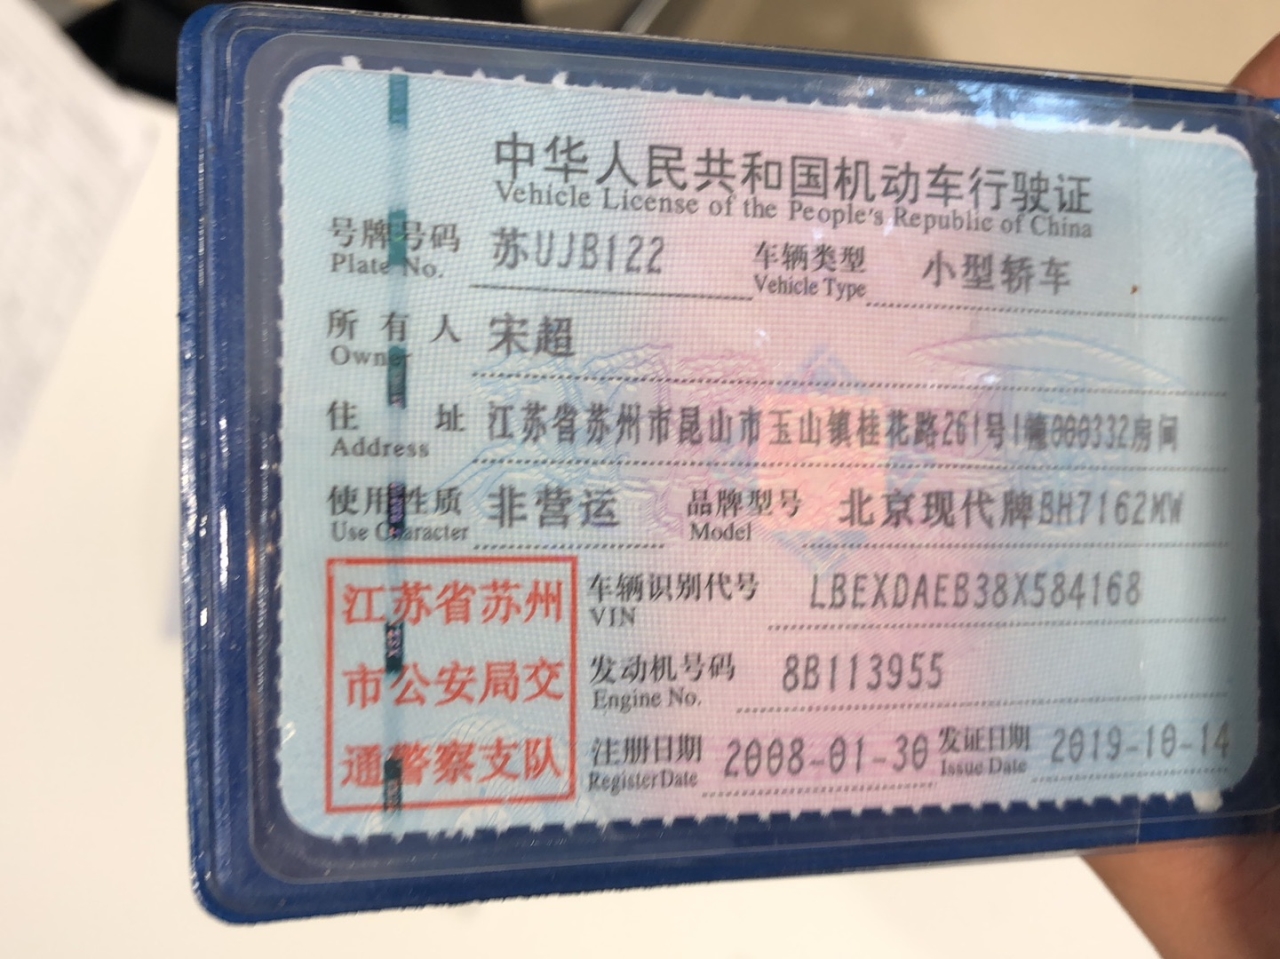 中华人民共和国机动车行驶证
Vehicle License of the People's Republic of China
号牌号码 苏UJB122 车辆类型 小型轿车
Plate No. Vehicle Type
所有人 宋超
Owner
住址 江苏省苏州市昆山市玉山镇桂花路261号1幢000332房间
Address
使用性质 非营运 品牌型号 北京现代牌BH7162MW
Use Character Model
江苏省苏州
市公安局交
通警察支队
车辆识别代号 LBEXDAEB38X584168
VIN
发动机号码 8B113955
Engine No.
注册日期 2008-01-30 发证日期 2019-10-14
Register Date Issue Date